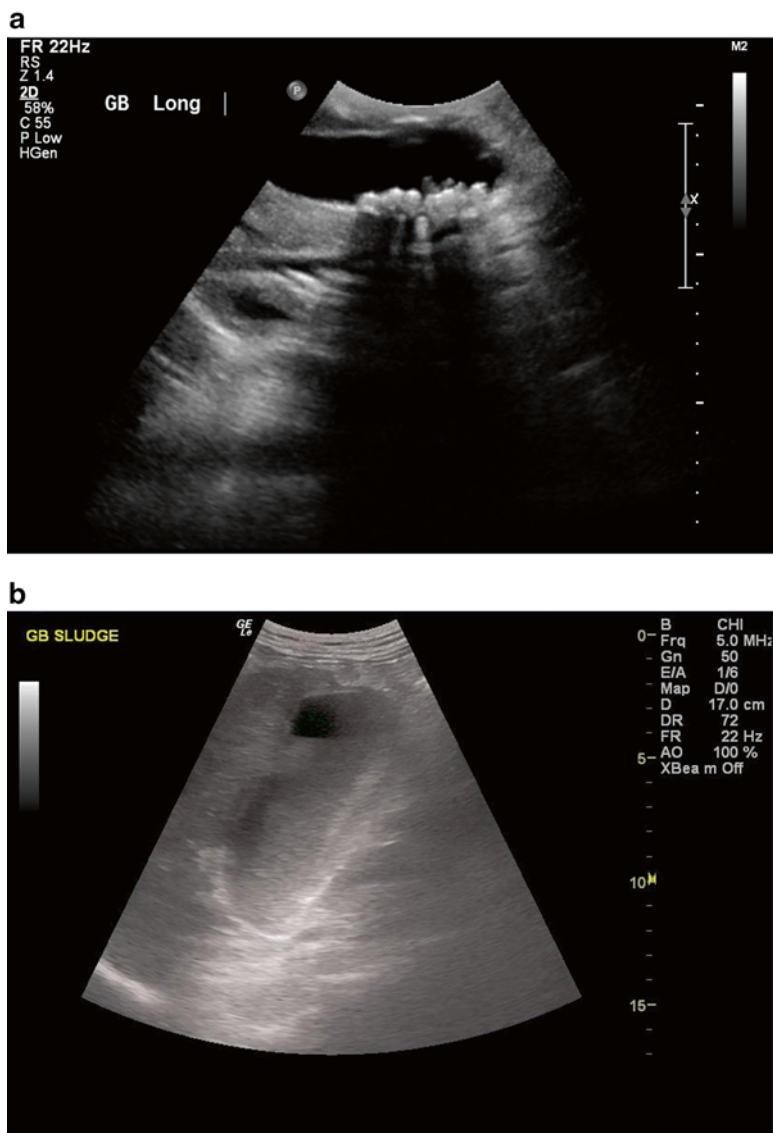 a
FR 22Hz
RS
Z 1.4
2D
58%
C 55
P Low
HGen
GB Long
P
M2
X
b
GB SLUDGE
GE
Le
B CHI
Frq 5.0 MHz
Gn 50
E/A 1/6
Map D/0
D 17.0 cm
DR 72
FR 22 Hz
AO 100 %
XBea m Off
0
5
10
15